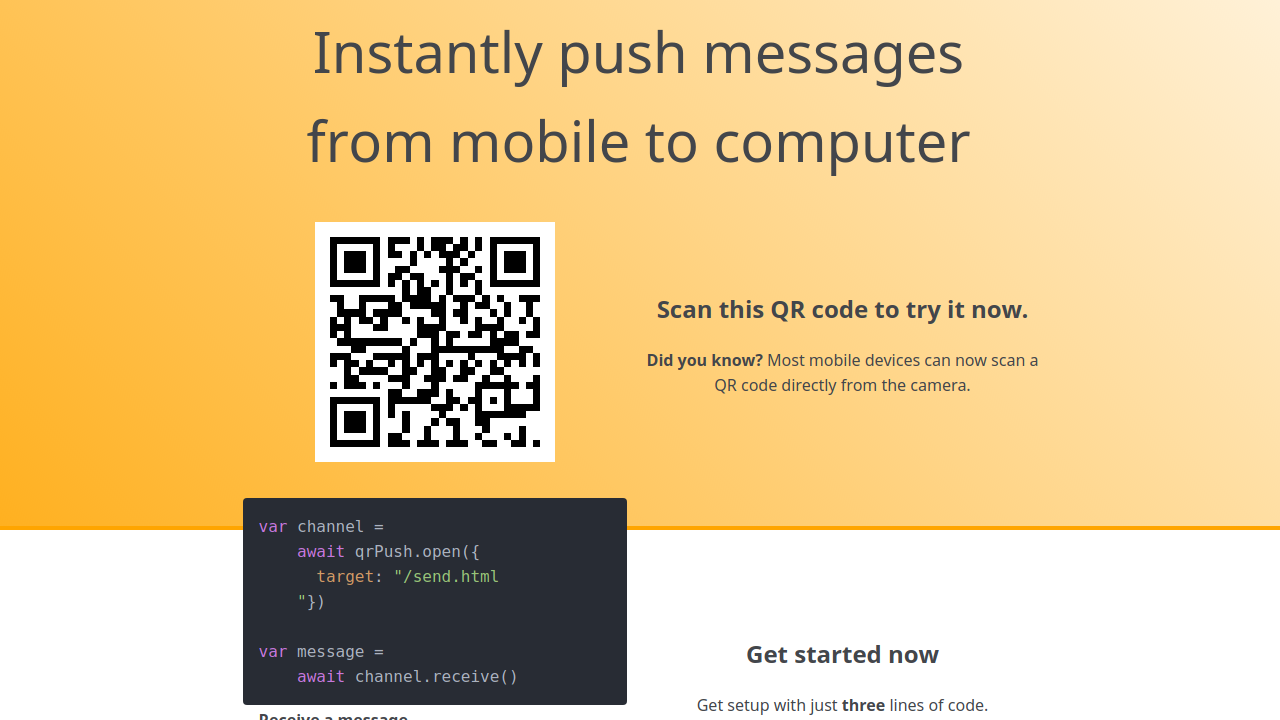 Instantly push messages
from mobile to computer
Scan this QR code to try it now.
Did you know? Most mobile devices can now scan a
QR code directly from the camera.
var channel =
    await qrPush.open({
      target: "/send.html
    "})
var message =
    await channel.receive()
Get started now
Get setup with just three lines of code.
Receive a message